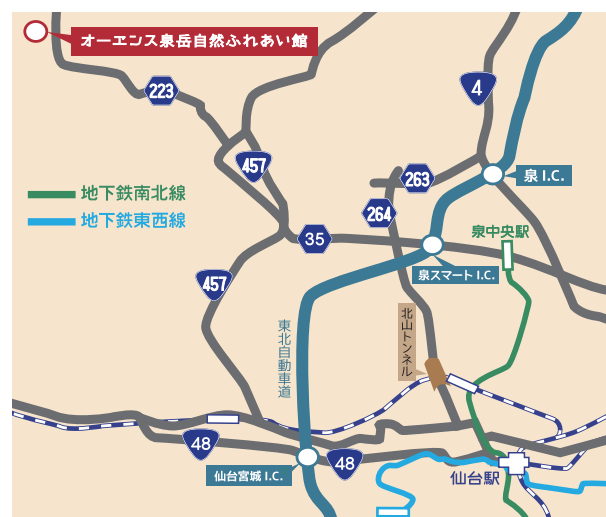 オーエンス泉岳自然ふれあい館
223
4
457
263
泉 I.C.
地下鉄南北線
264
地下鉄東西線
35
泉中央駅
泉スマート I.C.
457
北山トンネル
東北自動車道
48
48
仙台宮城 I.C.
仙台駅